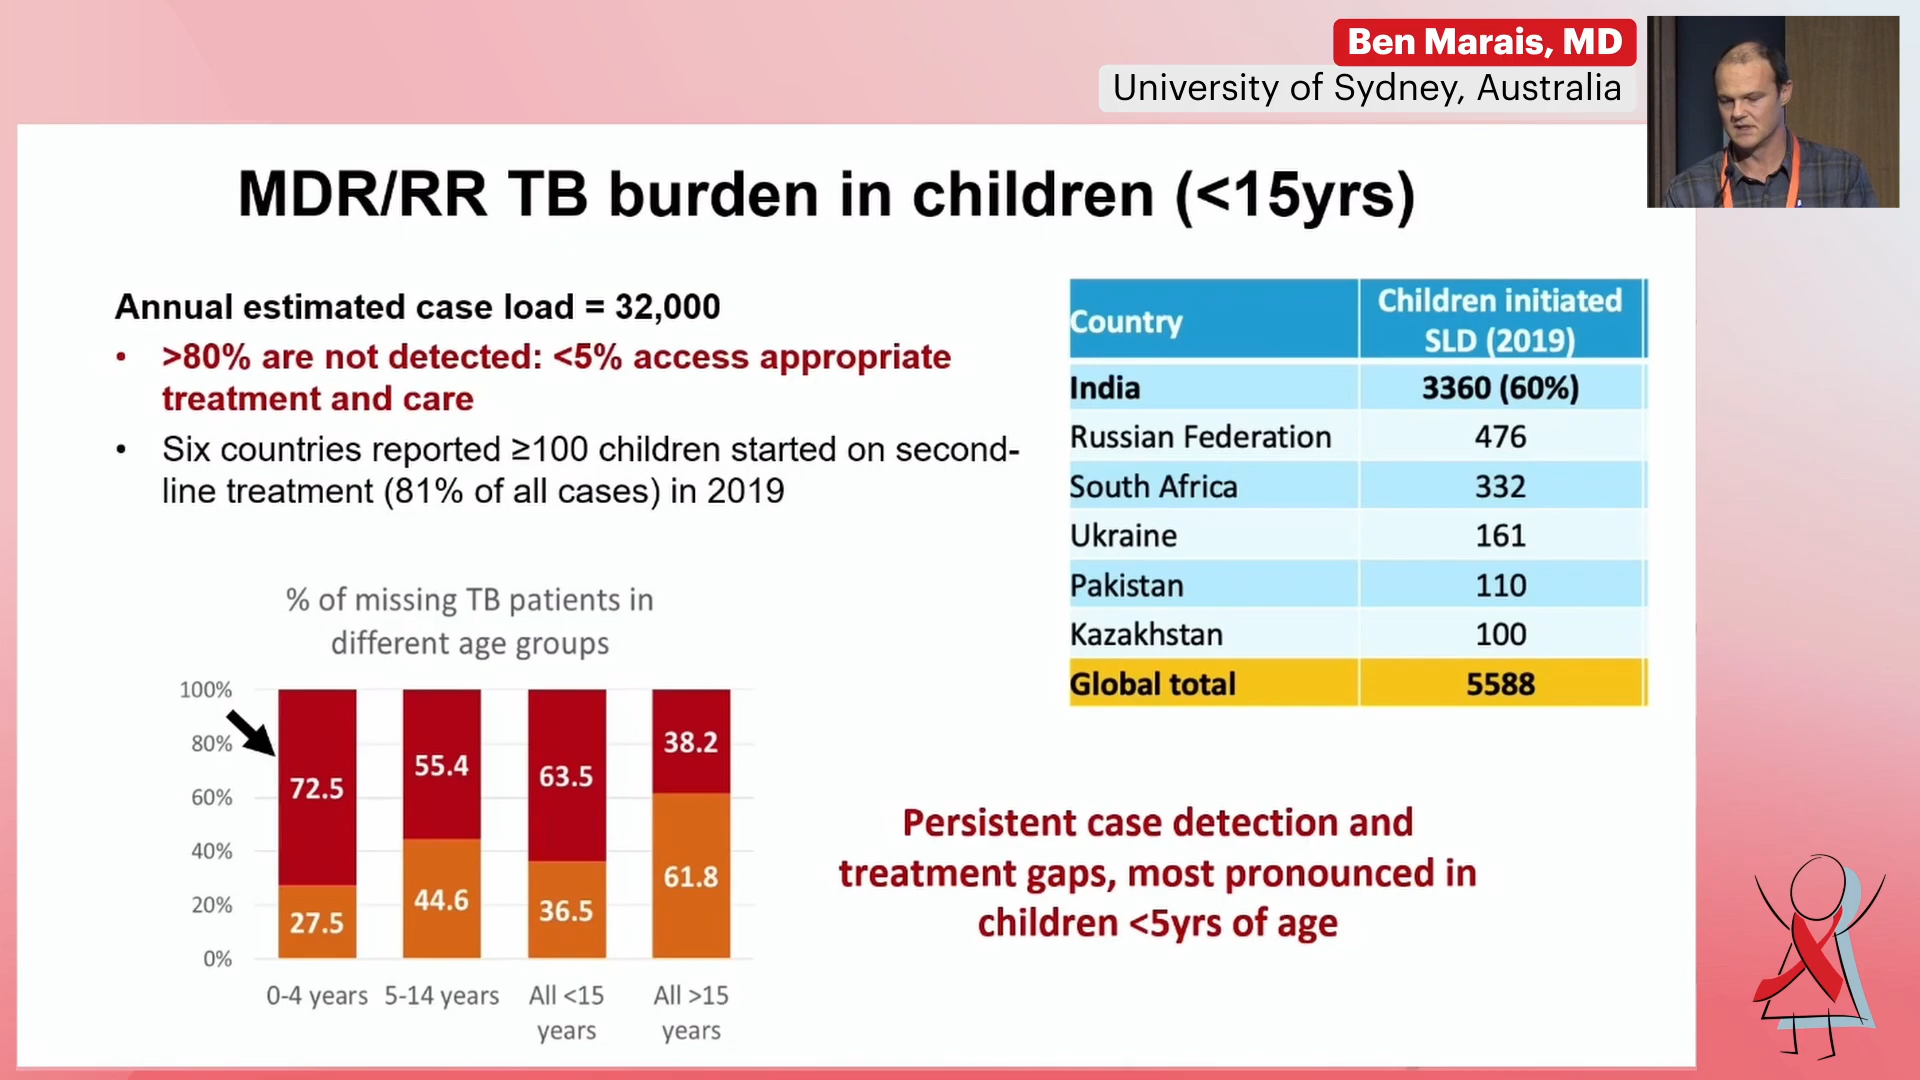 Ben Marais, MD
University of Sydney, Australia
MDR/RR TB burden in children (<15yrs)
Annual estimated case load = 32,000
• >80% are not detected: <5% access appropriate
treatment and care
• Six countries reported ≥100 children started on second-
line treatment (81% of all cases) in 2019
Country Children initiated
SLD (2019)
India 3360 (60%)
Russian Federation 476
South Africa 332
Ukraine 161
Pakistan 110
Kazakhstan 100
Global total 5588
% of missing TB patients in
different age groups
100%
80%
60%
40%
20%
0%
72.5 55.4 63.5 38.2
27.5 44.6 36.5 61.8
0-4 years 5-14 years All <15 All >15
years years
Persistent case detection and
treatment gaps, most pronounced in
children <5yrs of age